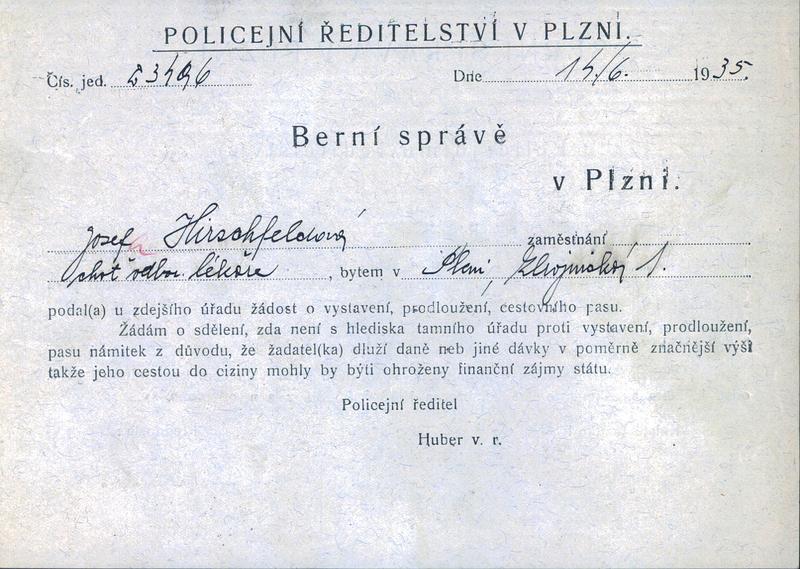 POLICEJNÍ ŘEDITELSTVÍ V PLZNI.
Čís. jed. Dne 14/6. 1935.
Berní správě
v Plzni.
Josefa Hirschfeldová zaměstnání
choť odbor. lékaře , bytem v Plzni, 1.
podal(a) u zdejšího úřadu žádost o vystavení, prodloužení, cestovního pasu.
Žádám o sdělení, zda není s hlediska tamního úřadu proti vystavení, prodloužení,
pasu námitek z důvodu, že žadatel(ka) dluží daně neb jiné dávky v poměrně značnější výši
takže jeho cestou do ciziny mohly by býti ohroženy finanční zájmy státu.
Policejní ředitel
Huber v. r.